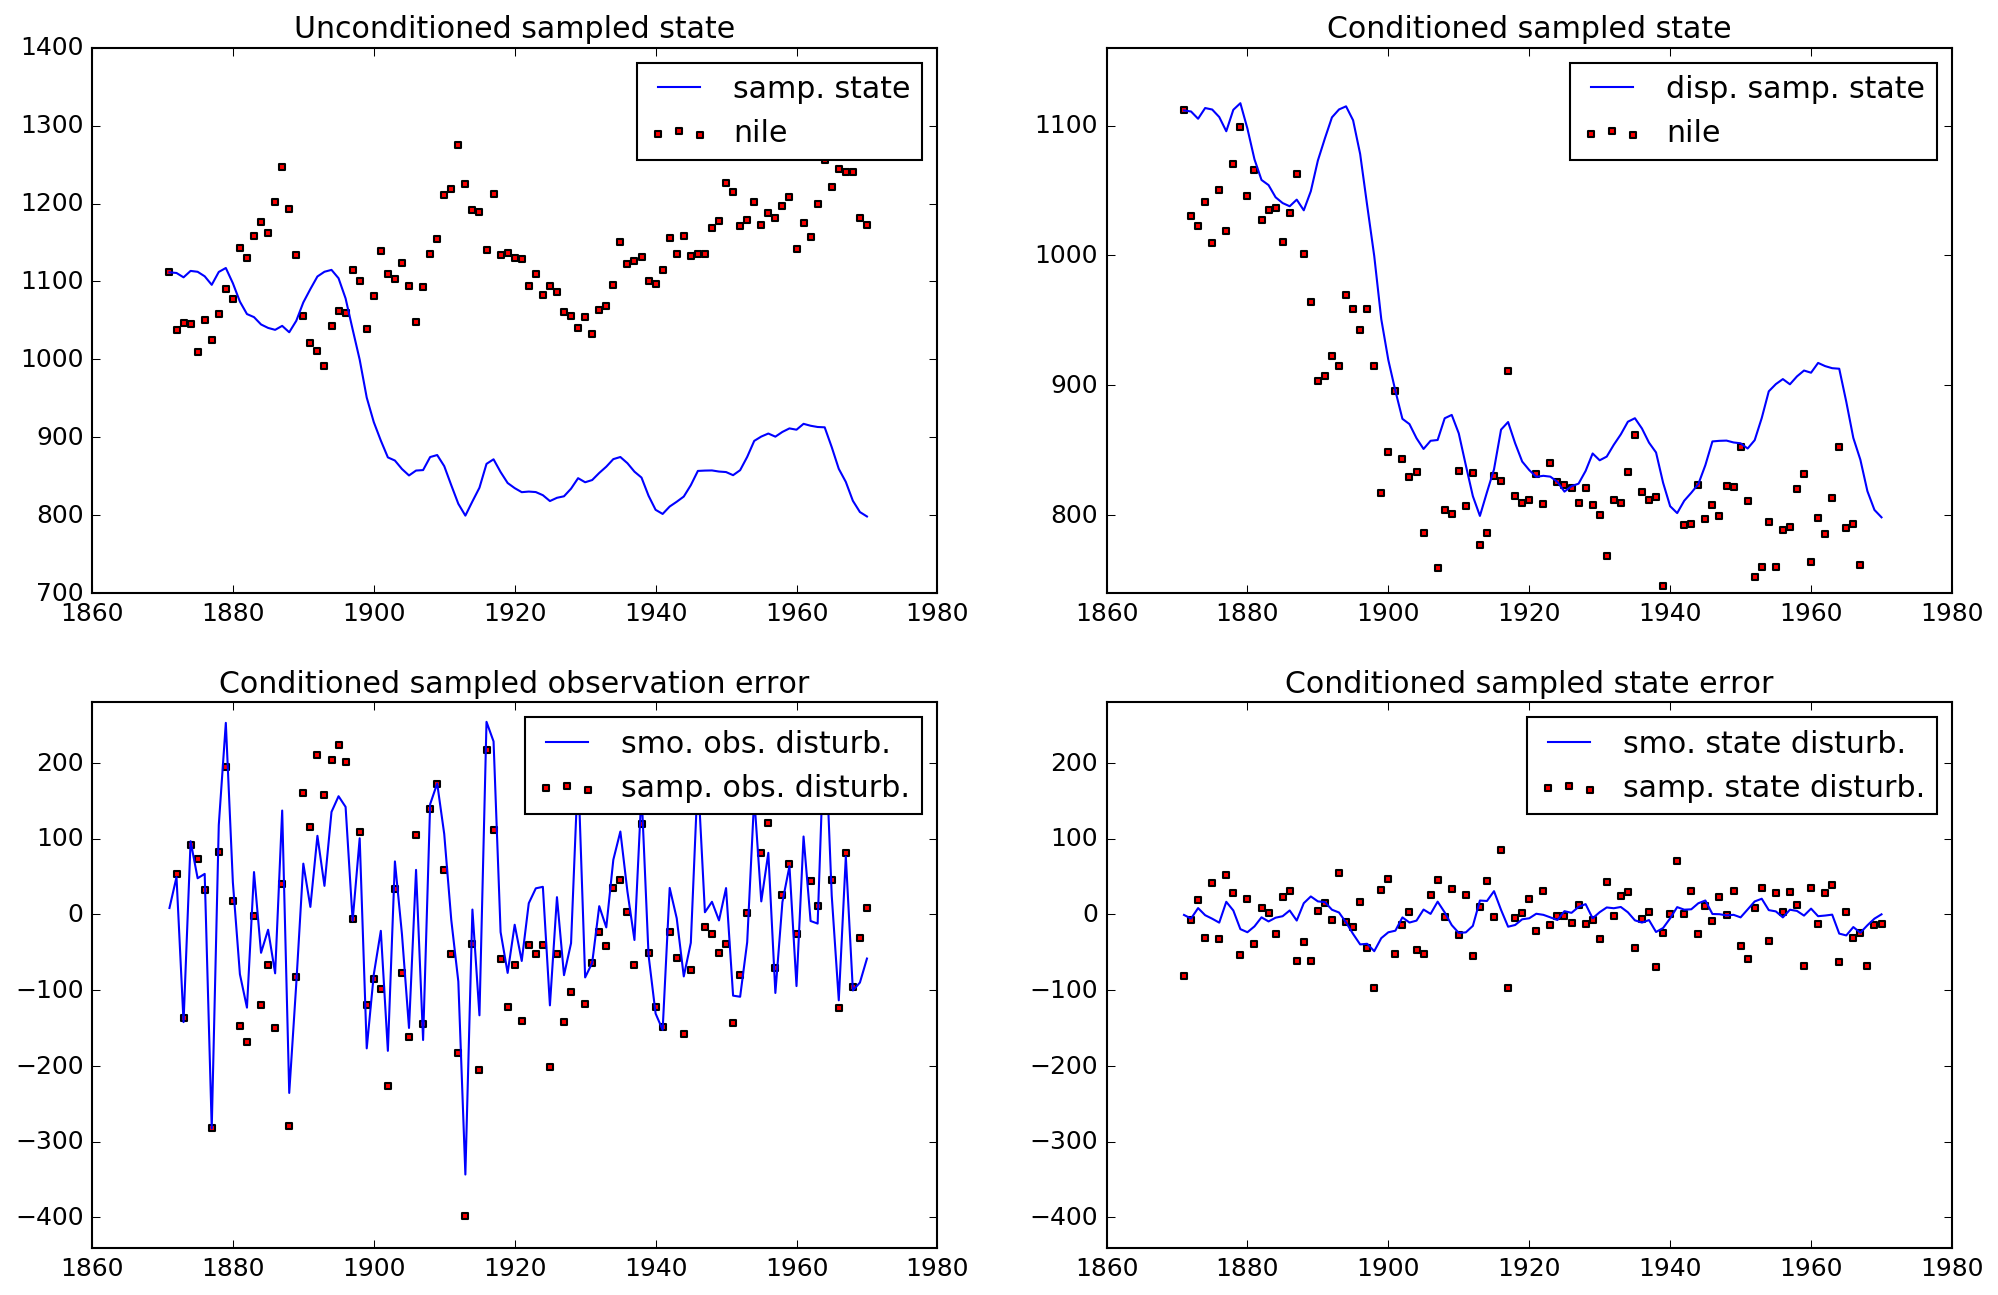 Unconditioned sampled state
1400
1300
1200
1100
1000
900
800
700
1860 1880 1900 1920 1940 1960 1980
samp. state
nile
Conditioned sampled state
1100
1000
900
800
1860 1880 1900 1920 1940 1960 1980
disp. samp. state
nile
Conditioned sampled observation error
200
100
0
−100
−200
−300
−400
1860 1880 1900 1920 1940 1960 1980
smo. obs. disturb.
samp. obs. disturb.
Conditioned sampled state error
200
100
0
−100
−200
−300
−400
1860 1880 1900 1920 1940 1960 1980
smo. state disturb.
samp. state disturb.